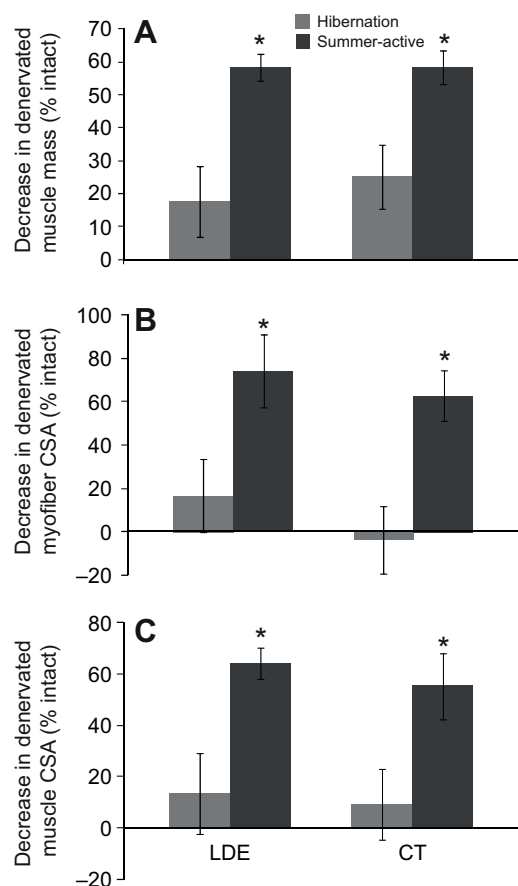 A
Hibernation
Summer-active
Decrease in denervated
muscle mass (% intact)
70
60
50
40
30
20
10
0
*
*
B
Decrease in denervated
myofiber CSA (% intact)
100
80
60
40
20
0
–20
*
*
C
Decrease in denervated
muscle CSA (% intact)
80
60
40
20
0
–20
*
*
LDE
CT